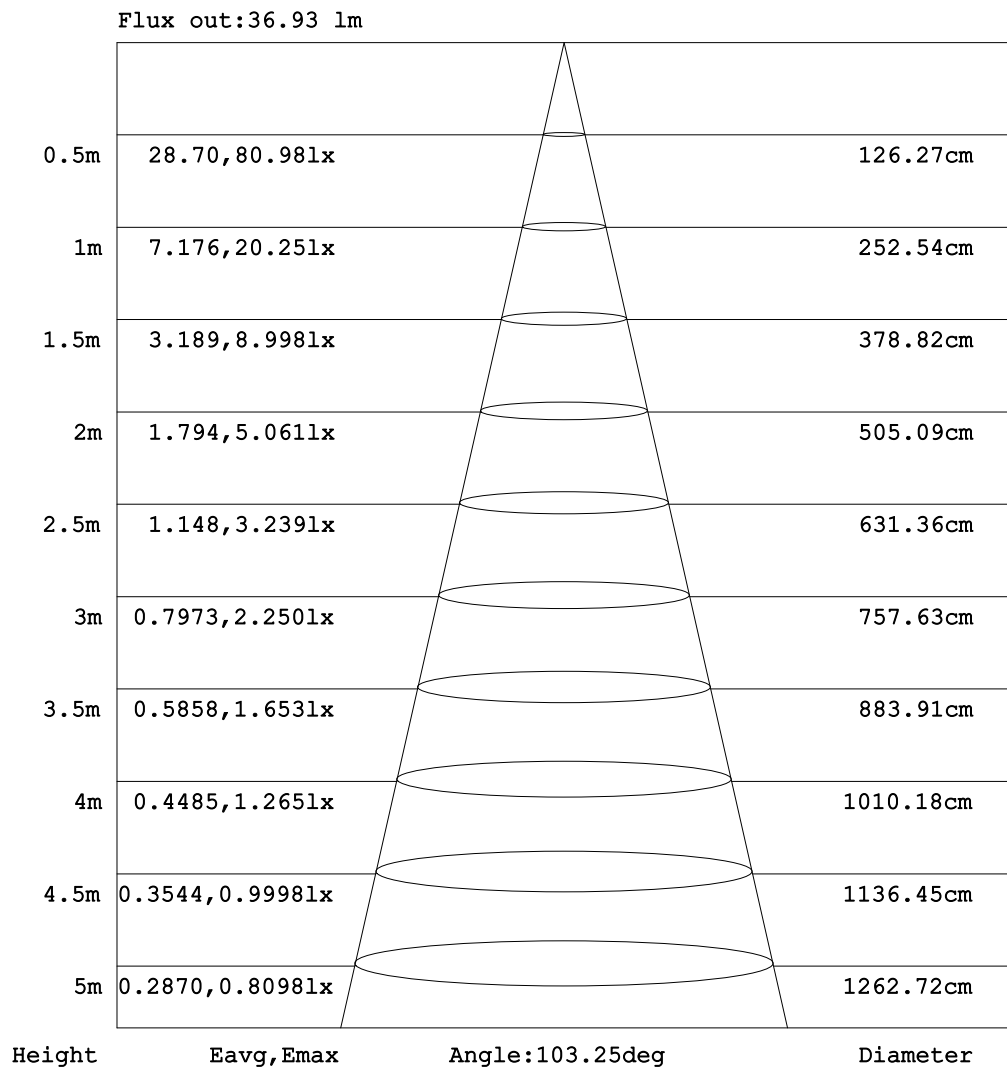 Flux out:36.93 lm
0.5m 28.70,80.98lx 126.27cm
1m 7.176,20.25lx 252.54cm
1.5m 3.189,8.998lx 378.82cm
2m 1.794,5.061lx 505.09cm
2.5m 1.148,3.239lx 631.36cm
3m 0.7973,2.250lx 757.63cm
3.5m 0.5858,1.653lx 883.91cm
4m 0.4485,1.265lx 1010.18cm
4.5m 0.3544,0.9998lx 1136.45cm
5m 0.2870,0.8098lx 1262.72cm
Height Eavg,Emax Angle:103.25deg Diameter